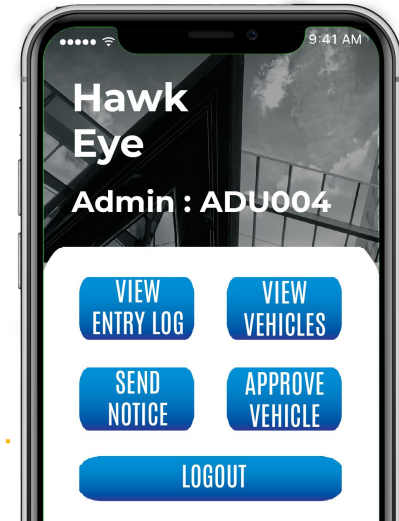 9:41 AM
Hawk
Eye
Admin : ADU004
VIEW
ENTRY LOG
VIEW
VEHICLES
SEND
NOTICE
APPROVE
VEHICLE
LOGOUT